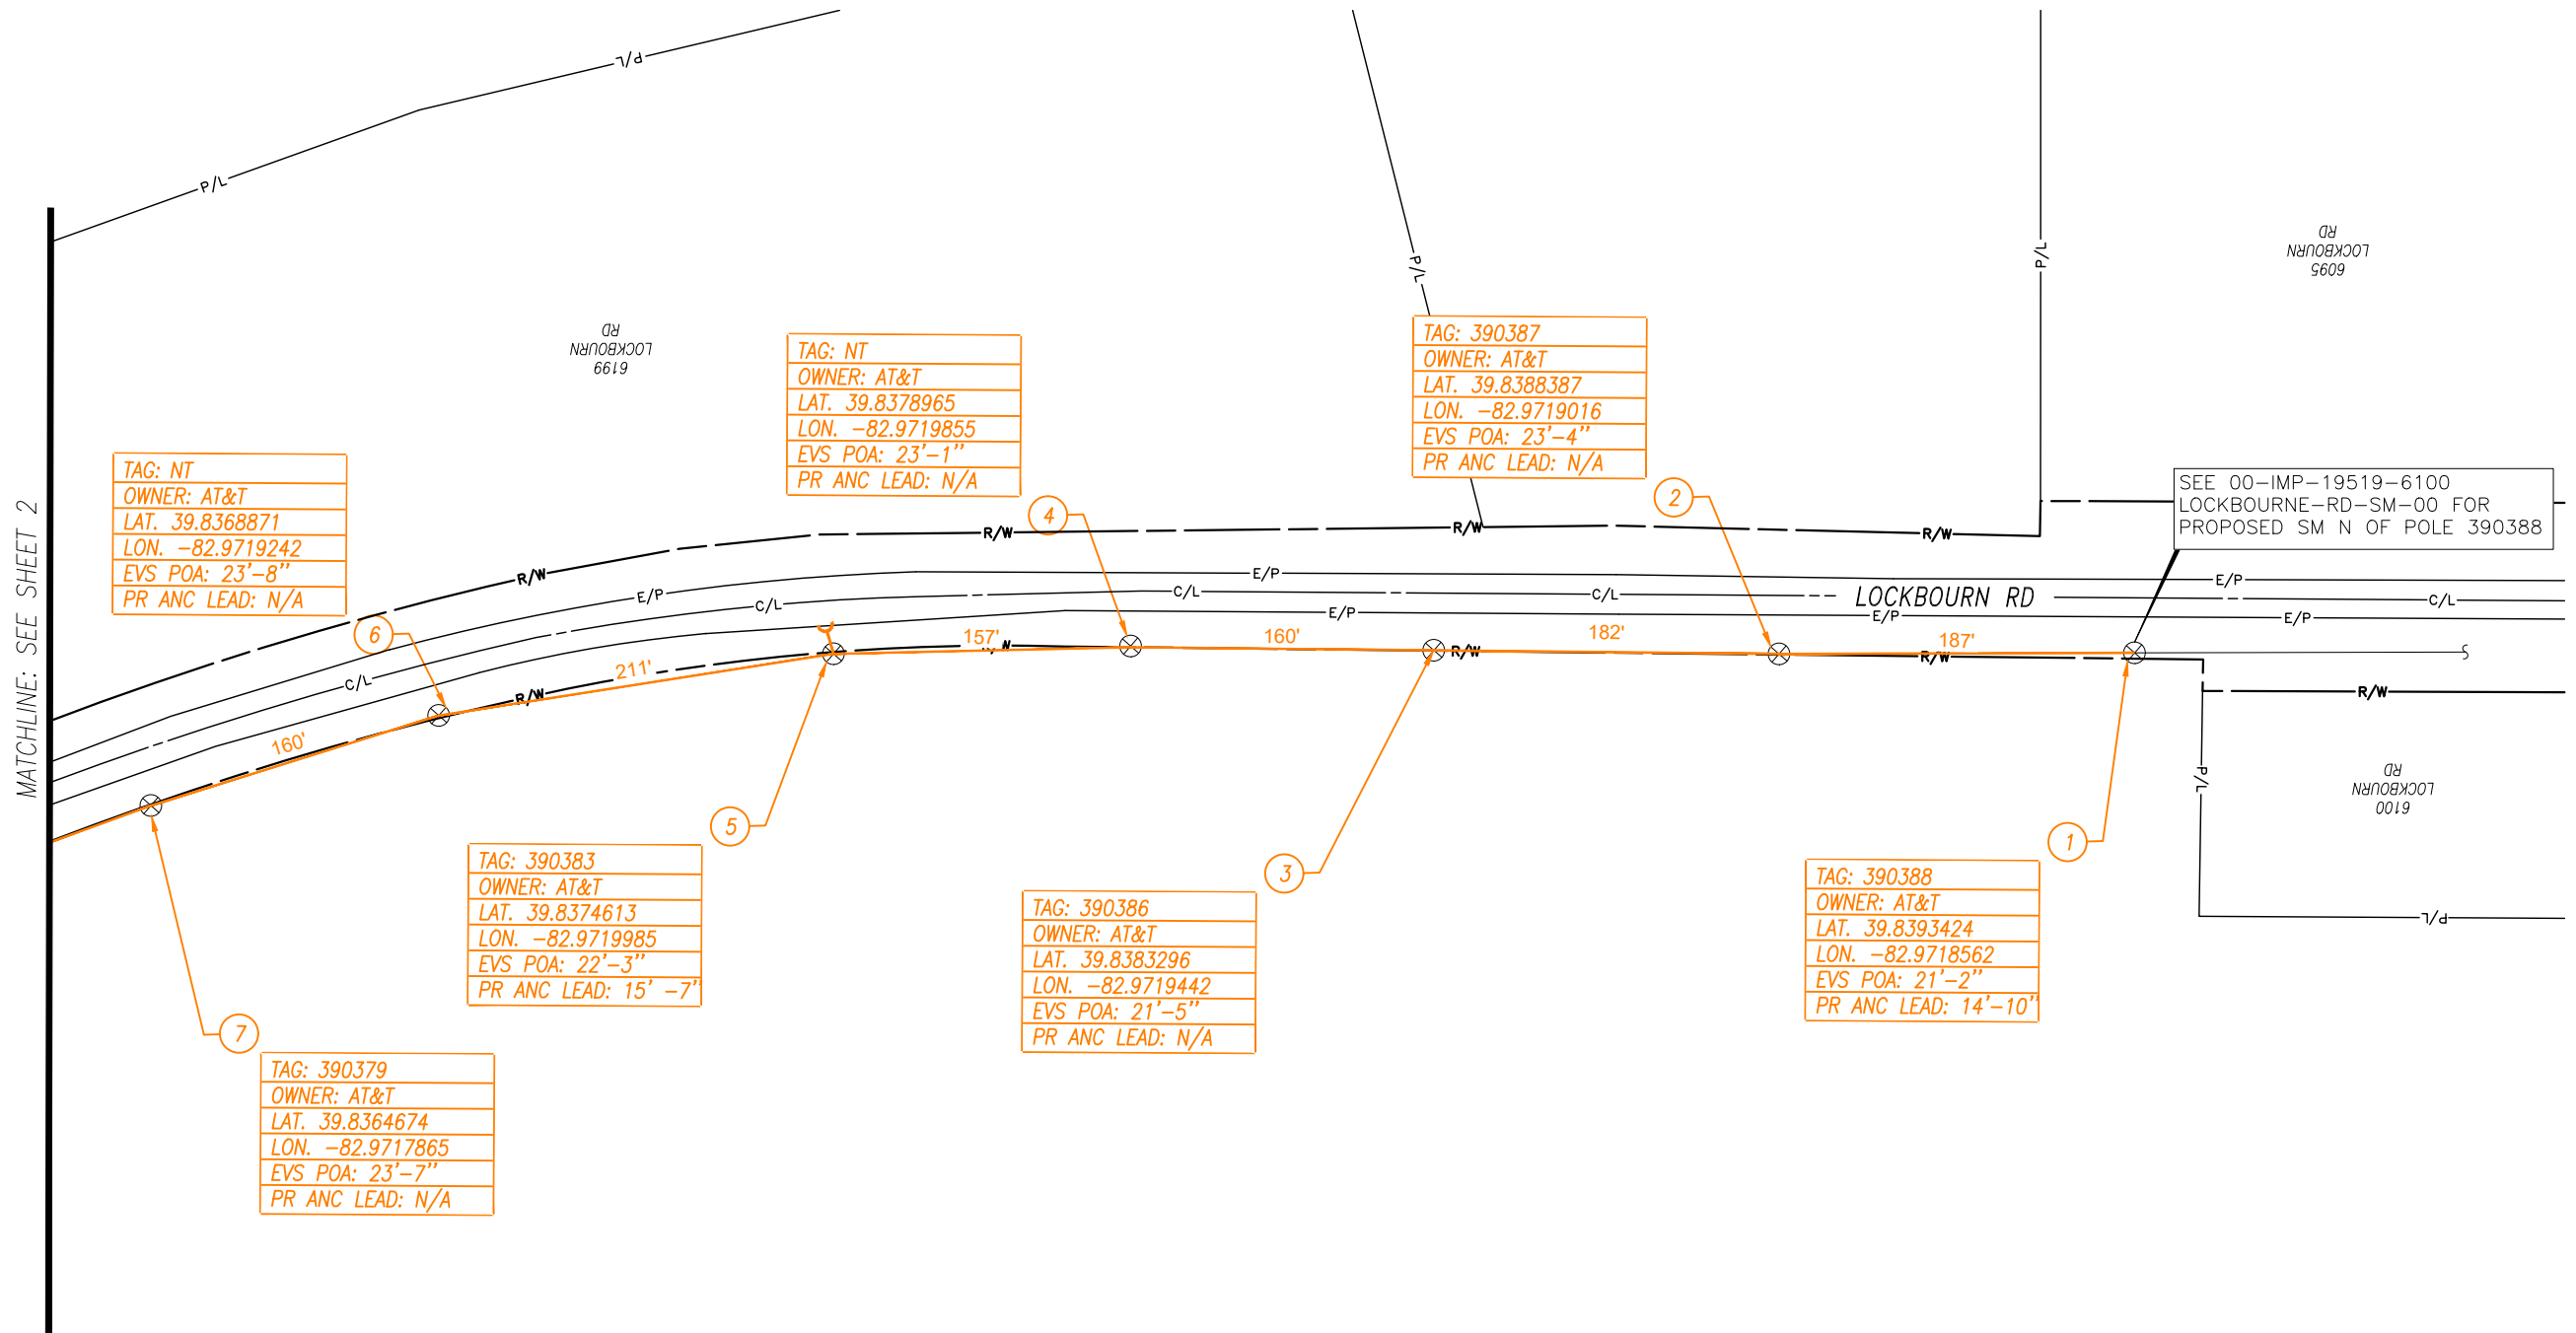 P/L
P/L
P/L
P/L
6095
LOCKBOURN
RD
6199
LOCKBOURN
RD
TAG: NT
OWNER: AT&T
LAT. 39.8378965
LON. -82.9719855
EVS POA: 23'-1"
PR ANC LEAD: N/A
TAG: 390387
OWNER: AT&T
LAT. 39.8388387
LON. -82.9719016
EVS POA: 23'-4"
PR ANC LEAD: N/A
TAG: NT
OWNER: AT&T
LAT. 39.8368871
LON. -82.9719242
EVS POA: 23'-8"
PR ANC LEAD: N/A
SEE 00-IMP-19519-6100
LOCKBOURNE-RD-SM-00 FOR
PROPOSED SM N OF POLE 390388
MATCHLINE: SEE SHEET 2
4
2
6
R/W
R/W
R/W
R/W
E/P
E/P
E/P
C/L
C/L
C/L
LOCKBOURN RD
C/L
E/P
E/P
E/P
C/L
160'
211'
157'
160'
182'
187'
R/W
W
R/W
R/W
R/W
P/L
6100
LOCKBOURN
RD
P/L
5
3
1
7
TAG: 390383
OWNER: AT&T
LAT. 39.8374613
LON. -82.9719985
EVS POA: 22'-3"
PR ANC LEAD: 15' -7"
TAG: 390386
OWNER: AT&T
LAT. 39.8383296
LON. -82.9719442
EVS POA: 21'-5"
PR ANC LEAD: N/A
TAG: 390388
OWNER: AT&T
LAT. 39.8393424
LON. -82.9718562
EVS POA: 21'-2"
PR ANC LEAD: 14'-10"
TAG: 390379
OWNER: AT&T
LAT. 39.8364674
LON. -82.9717865
EVS POA: 23'-7"
PR ANC LEAD: N/A